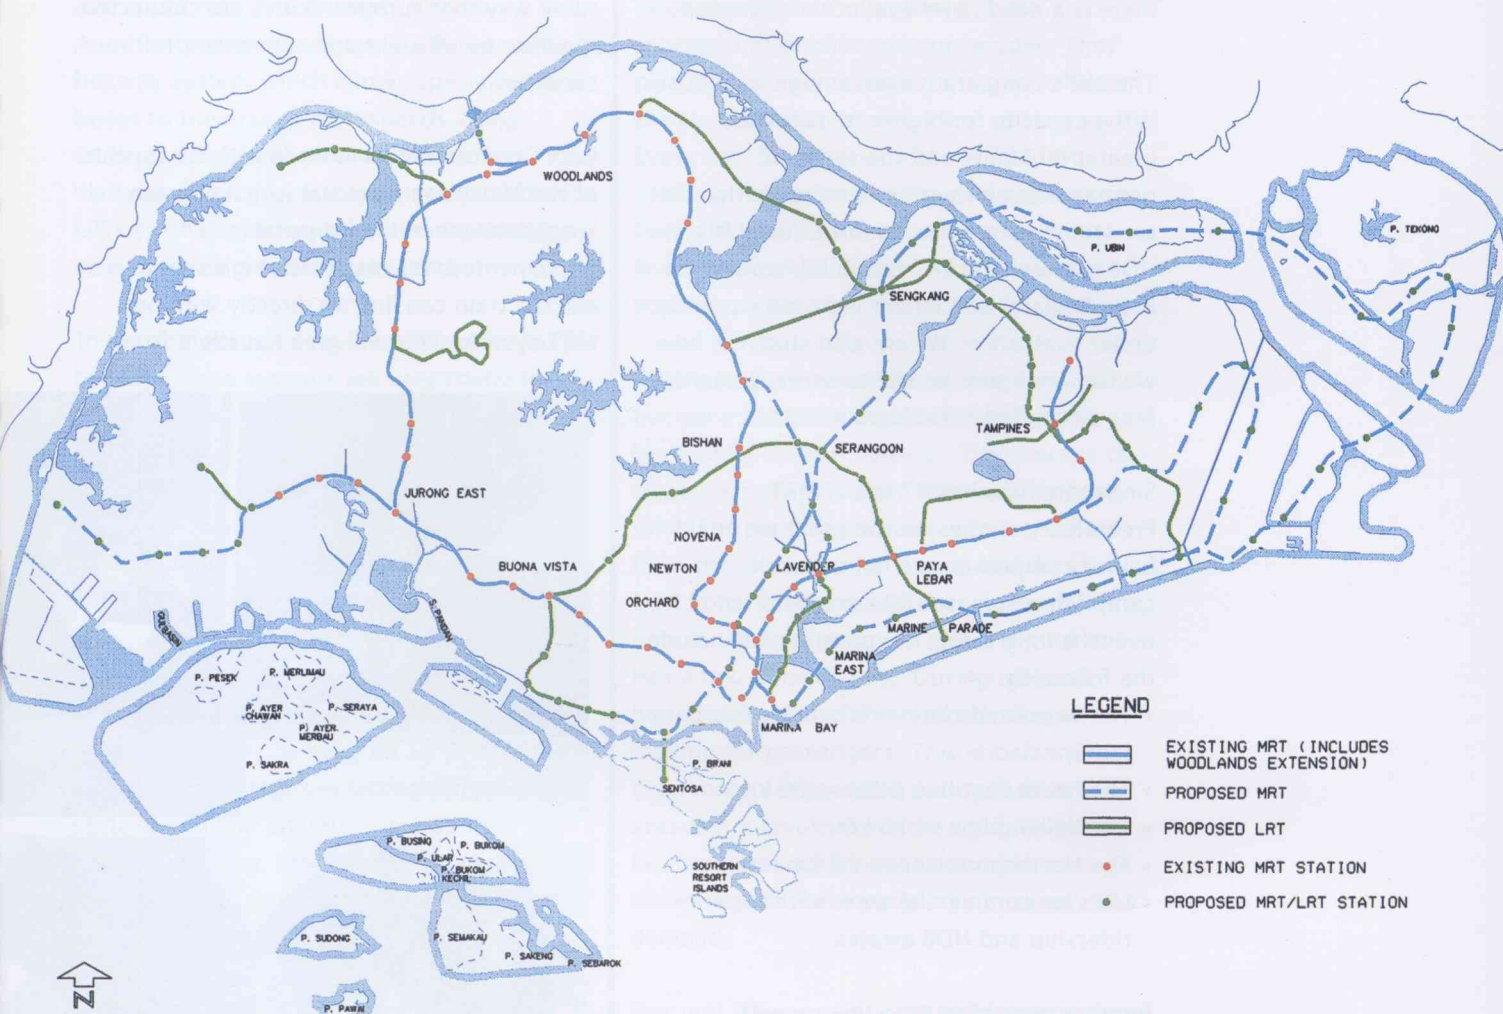 WOODLANDS
P. TEKONG
P. UBIN
SENGKANG
TAMPINES
BISHAN
SERANGOON
JURONG EAST
NOVENA
BUONA VISTA
NEWTON
LAVENDER
PAYA
LEBAR
ORCHARD
S. PANDAN
MARINE PARADE
MARINA
EAST
P. PESEK
P. MERLIMAU
P. AYER
CHAWAN
P. SERAYA
P. AYER
MERBAU
P. SAKRA
MARINA BAY
P. BRANI
SENTOSA
LEGEND
EXISTING MRT (INCLUDES
WOODLANDS EXTENSION)
PROPOSED MRT
PROPOSED LRT
EXISTING MRT STATION
PROPOSED MRT/LRT STATION
P. BUSING
P. BUKOM
P. ULAR
P. BUKOM
KECHIL
SOUTHERN
RESORT
ISLANDS
P. SUDONG
P. SEMAKAU
P. SAKENG
P. SEBAROK
N
P. PAWAI